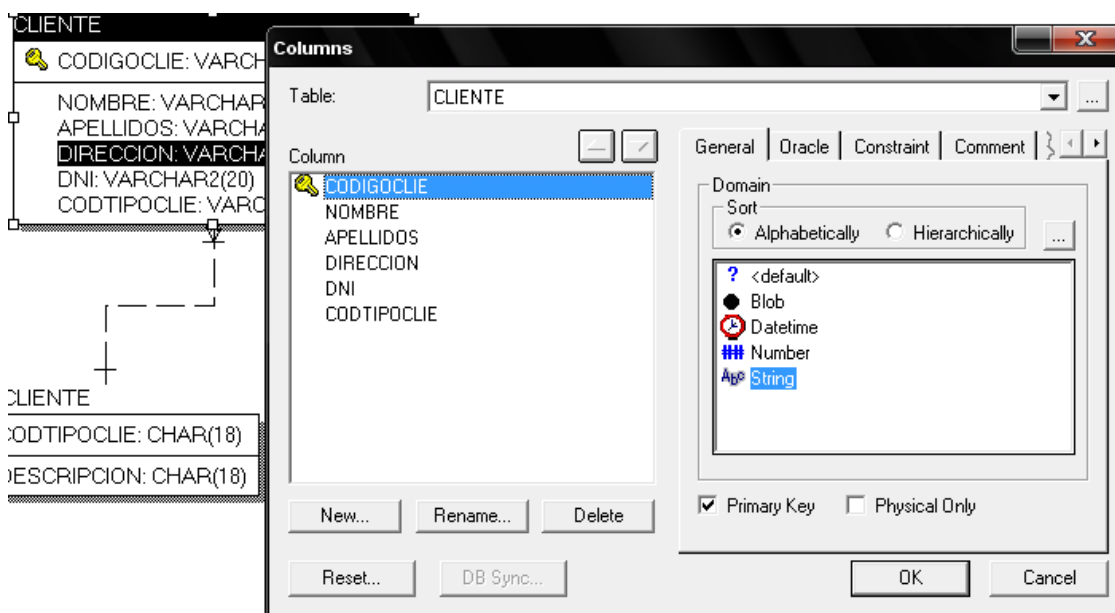 CLIENTE
CODIGOCLIE: VARCH
NOMBRE: VARCHAR
APELLIDOS: VARCHA
DIRECCION: VARCHA
DNI: VARCHAR2(20)
CODTIPOCLIE: VARC
CLIENTE
CODTIPOCLIE: CHAR(18)
DESCRIPCION: CHAR(18)
Columns
Table:
CLIENTE
...
Column
CODIGOCLIE
NOMBRE
APELLIDOS
DIRECCION
DNI
CODTIPOCLIE
New...
Rename...
Delete
Reset...
DB Sync...
General
Oracle
Constraint
Comment
Domain
Sort
Alphabetically
Hierarchically
...
? <default>
Blob
Datetime
Number
Abc String
Primary Key
Physical Only
OK
Cancel